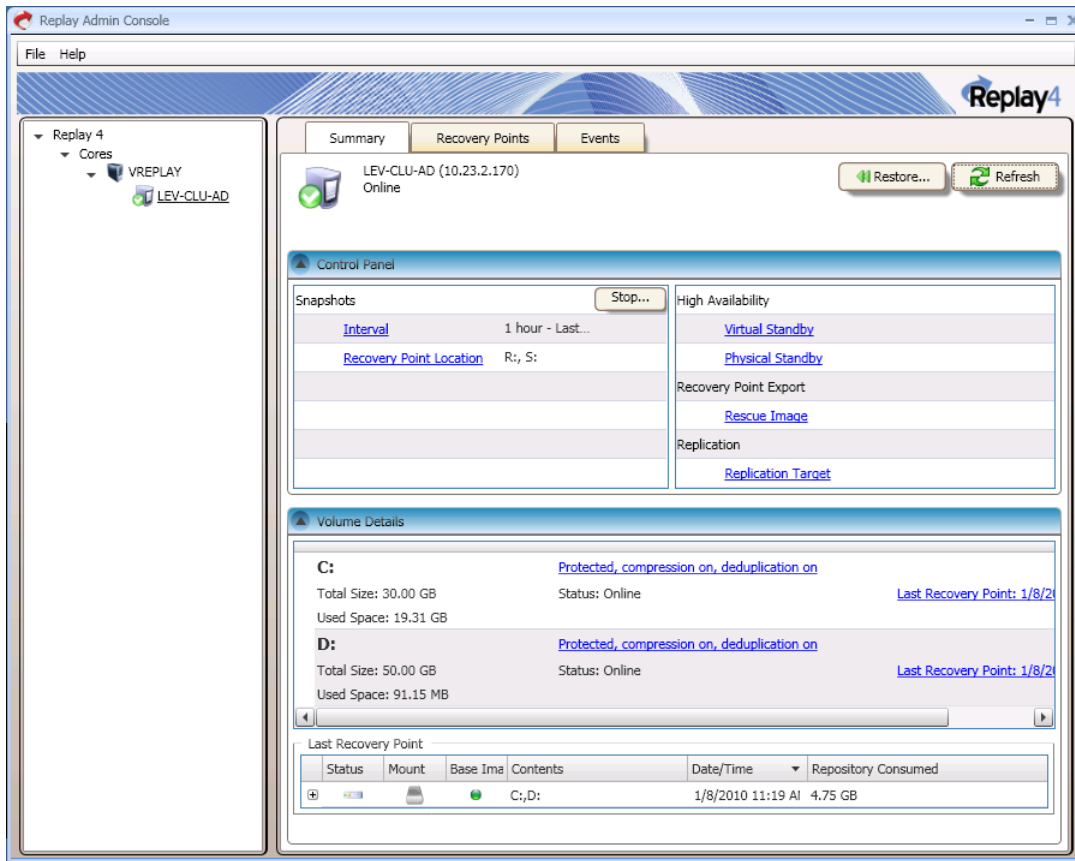 Replay Admin Console
File Help
Replay4
Replay 4
Cores
VREPLAY
LEV-CLU-AD
Summary Recovery Points Events
LEV-CLU-AD (10.23.2.170)
Online
Restore... Refresh
Control Panel
Snapshots Stop...
Interval 1 hour - Last...
Recovery Point Location R:, S:
High Availability
Virtual Standby
Physical Standby
Recovery Point Export
Rescue Image
Replication
Replication Target
Volume Details
C: Protected, compression on, deduplication on
Total Size: 30.00 GB Status: Online Last Recovery Point: 1/8/20
Used Space: 19.31 GB
D: Protected, compression on, deduplication on
Total Size: 50.00 GB Status: Online Last Recovery Point: 1/8/20
Used Space: 91.15 MB
Last Recovery Point
Status Mount Base Ima Contents Date/Time Repository Consumed
C:,D: 1/8/2010 11:19 AI 4.75 GB